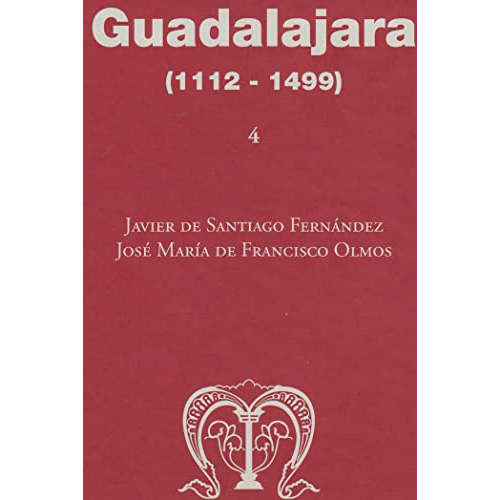 Guadalajara
(1112 - 1499)
4
Javier de Santiago Fernández
José María de Francisco Olmos